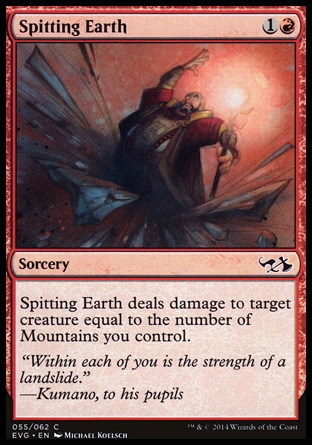 Spitting Earth 1
Sorcery
Spitting Earth deals damage to target
creature equal to the number of
Mountains you control.
“Within each of you is the strength of a
landslide.”
—Kumano, to his pupils
055/062 C
EVG • EN Michael Koelsch
™ & © 2014 Wizards of the Coast